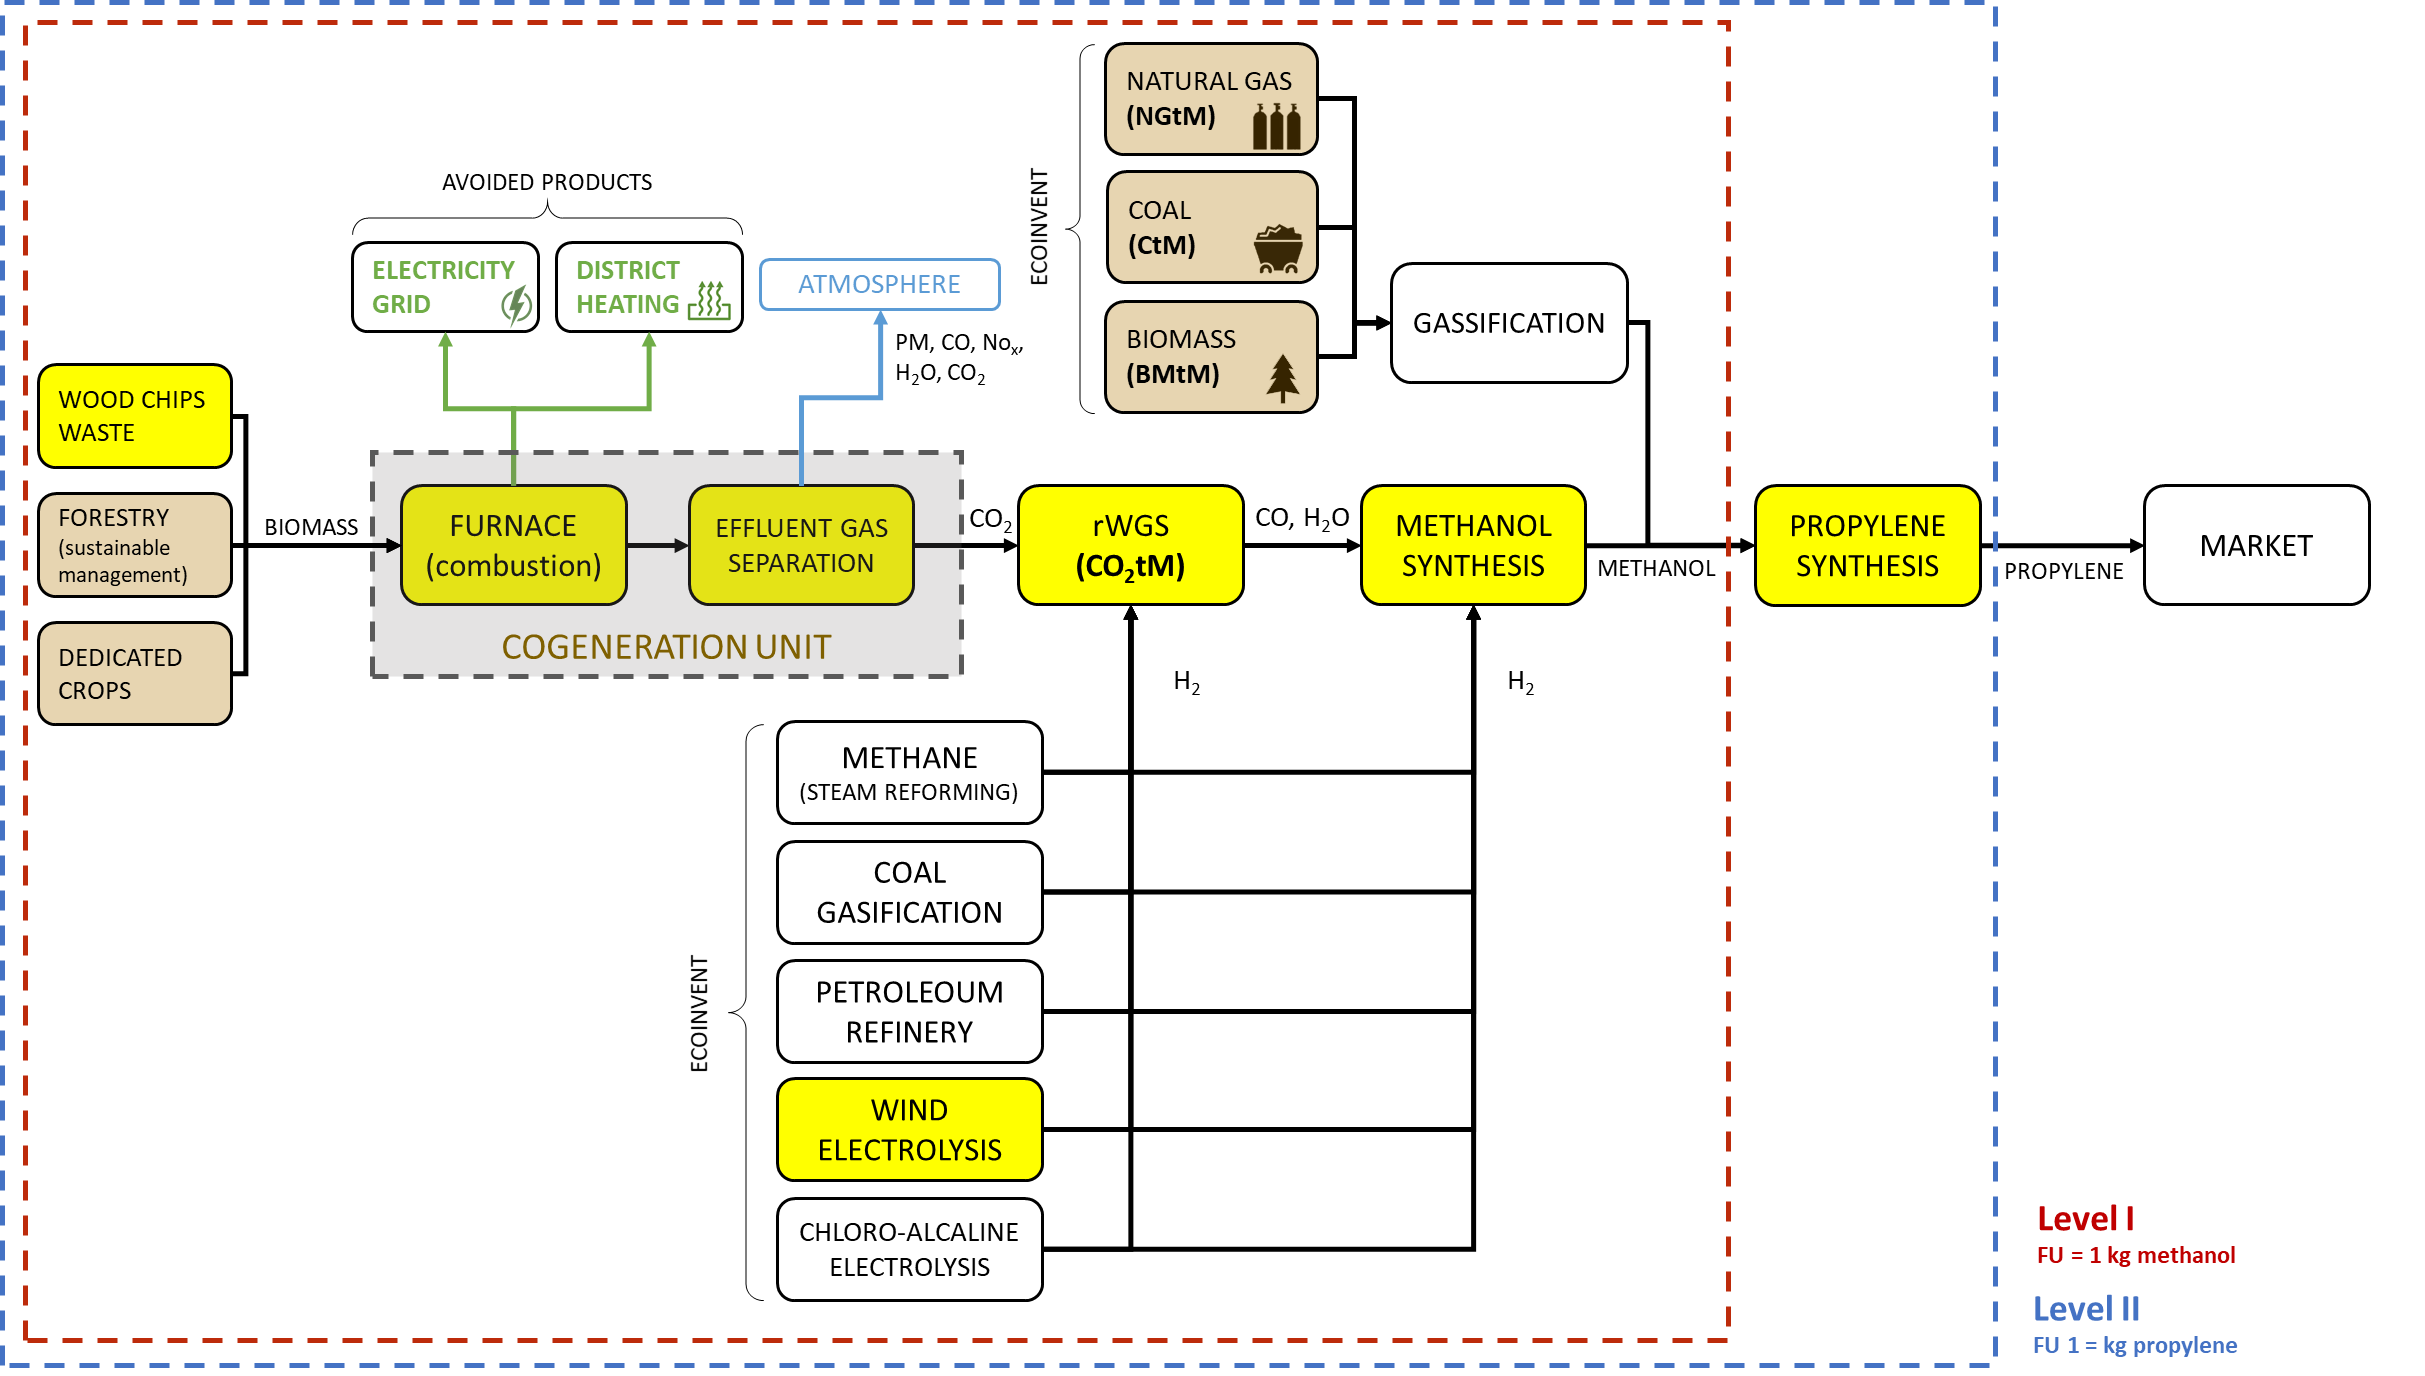 NATURAL GAS
(NGtM)
COAL
(CtM)
BIOMASS
(BMtM)
ECOINVENT
GASSIFICATION
AVOIDED PRODUCTS
ELECTRICITY
GRID
DISTRICT
HEATING
ATMOSPHERE
PM, CO, Noₓ,
H₂O, CO₂
WOOD CHIPS
WASTE
FORESTRY
(sustainable
management)
DEDICATED
CROPS
BIOMASS
FURNACE
(combustion)
EFFLUENT GAS
SEPARATION
COGENERATION UNIT
CO₂
rWGS
(CO₂tM)
CO, H₂O
METHANOL
SYNTHESIS
METHANOL
PROPYLENE
SYNTHESIS
PROPYLENE
MARKET
H₂
H₂
ECOINVENT
METHANE
(STEAM REFORMING)
COAL
GASIFICATION
PETROLEOUM
REFINERY
WIND
ELECTROLYSIS
CHLORO-ALCALINE
ELECTROLYSIS
Level I
FU = 1 kg methanol
Level II
FU 1 = kg propylene